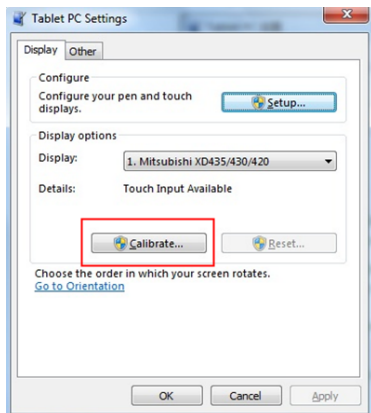 Tablet PC Settings
Display Other
Configure
Configure your pen and touch
displays.
Setup...
Display options
Display: 1. Mitsubishi XD435/430/420
Details: Touch Input Available
Calibrate... Reset...
Choose the order in which your screen rotates.
Go to Orientation
OK Cancel Apply